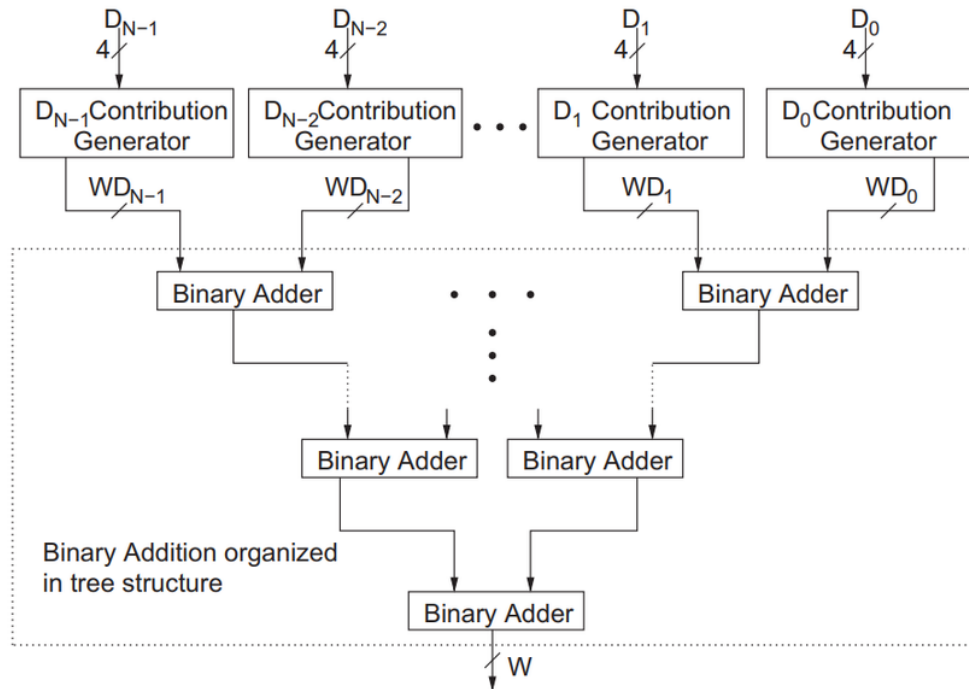 D_{N−1} D_{N−2} D_1 D_0
4 4 4 4
D_{N−1} Contribution Generator
D_{N−2} Contribution Generator
D_1 Contribution Generator
D_0 Contribution Generator
WD_{N−1} WD_{N−2} WD_1 WD_0
Binary Adder Binary Adder
Binary Adder Binary Adder
Binary Addition organized
in tree structure
Binary Adder
W